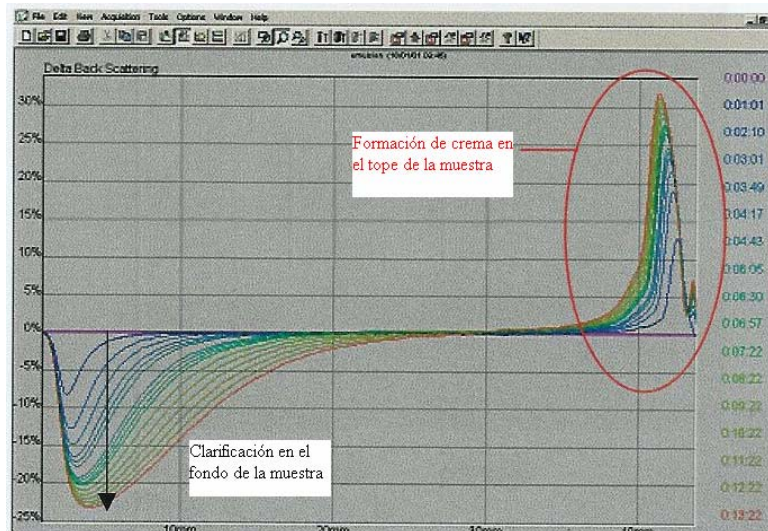 File Edit View Acquisition Tools Options Window Help
Delta Back Scattering
30%
25%
20%
15%
10%
5%
0%
-5%
-10%
-15%
-20%
-25%
Formación de crema en
el tope de la muestra
Clarificación en el
fondo de la muestra
10mm
20mm
30mm
40mm
0:00:00
0:01:01
0:02:10
0:03:01
0:03:49
0:04:17
0:04:43
0:06:05
0:06:30
0:06:57
0:07:22
0:08:22
0:09:22
0:10:22
0:11:22
0:12:22
0:13:22